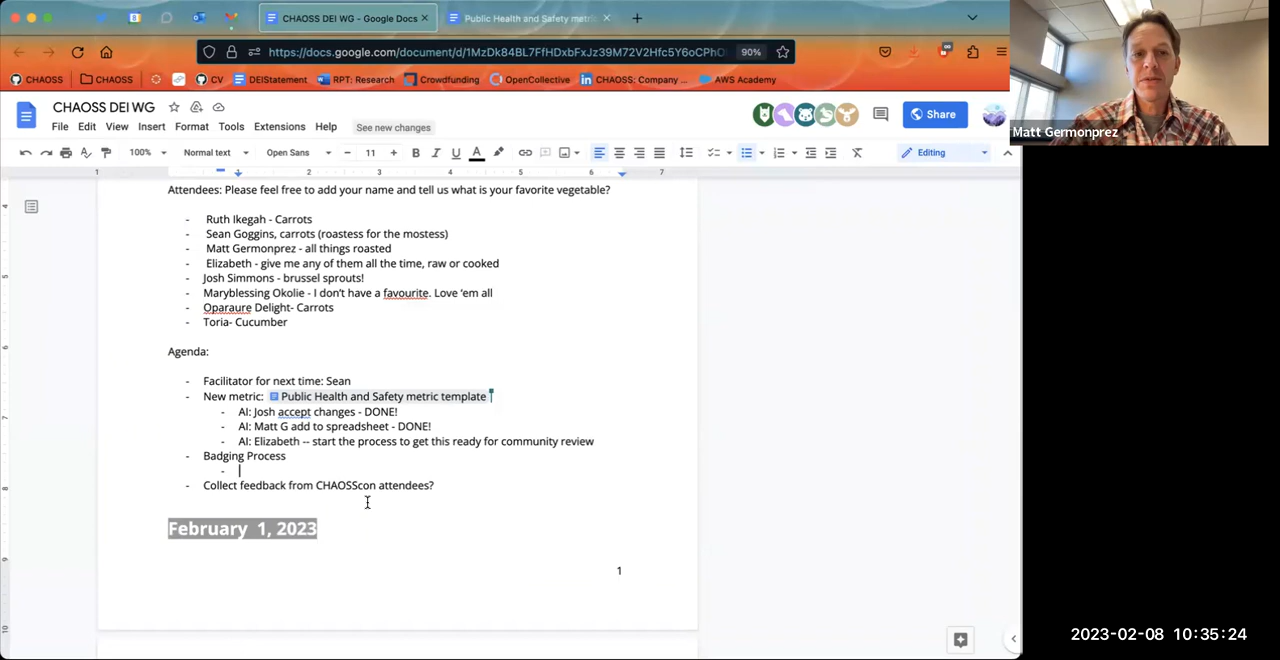 CHAOSS DEI WG - Google Docs
Public Health and Safety metri
https://docs.google.com/document/d/1MzDk84BL7FfHDxbFxJz39M72V2Hfc5Y6oCPhO
90%
CHAOSS
CHAOSS
CV
DEIStatement
RPT: Research
Crowdfunding
OpenCollective
CHAOSS: Company ...
AWS Academy
CHAOSS DEI WG
Share
File Edit View Insert Format Tools Extensions Help
See new changes
100%
Normal text
Open Sans
11
Editing
Attendees: Please feel free to add your name and tell us what is your favorite vegetable?
- Ruth Ikegah - Carrots
- Sean Goggins, carrots (roastess for the mostess)
- Matt Germonprez - all things roasted
- Elizabeth - give me any of them all the time, raw or cooked
- Josh Simmons - brussel sprouts!
- Maryblessing Okolie - I don't have a favourite. Love 'em all
- Oparaure Delight- Carrots
- Toria- Cucumber
Agenda:
- Facilitator for next time: Sean
- New metric: Public Health and Safety metric template
- AI: Josh accept changes - DONE!
- AI: Matt G add to spreadsheet - DONE!
- AI: Elizabeth -- start the process to get this ready for community review
- Badging Process
-
- Collect feedback from CHAOSScon attendees?
February 1, 2023
1
Matt Germonprez
2023-02-08 10:35:24